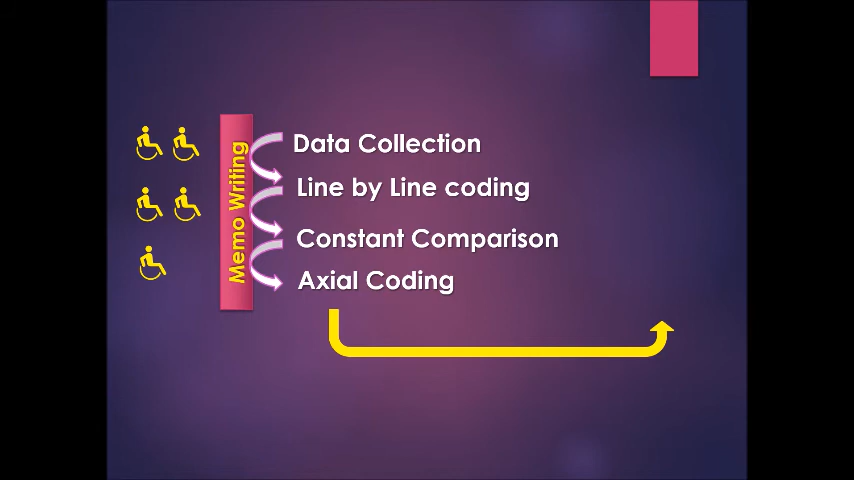 Memo Writing
Data Collection
Line by Line coding
Constant Comparison
Axial Coding